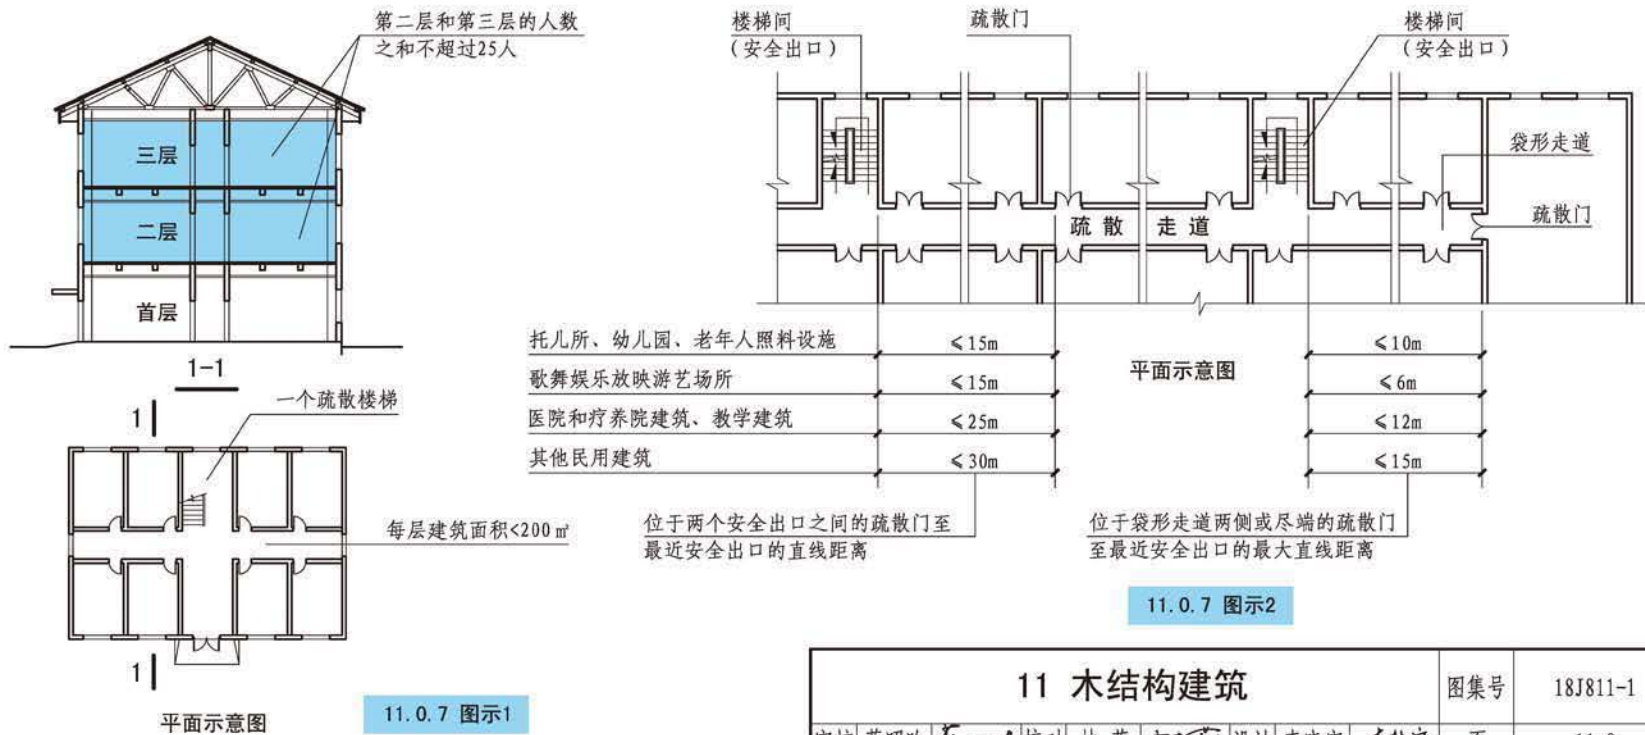 第二层和第三层的人数
之和不超过25人
三层
二层
首层
1-1
1
一个疏散楼梯
每层建筑面积<200㎡
1
平面示意图
11.0.7 图示1
楼梯间
(安全出口)
疏散门
楼梯间
(安全出口)
袋形走道
疏散门
疏散 走道
托儿所、幼儿园、老年人照料设施 ≤15m ≤10m
歌舞娱乐放映游艺场所 ≤15m ≤6m
医院和疗养院建筑、教学建筑 ≤25m ≤12m
其他民用建筑 ≤30m ≤15m
平面示意图
位于两个安全出口之间的疏散门至
最近安全出口的直线距离
位于袋形走道两侧或尽端的疏散门
至最近安全出口的最大直线距离
11.0.7 图示2
11 木结构建筑 图集号 18J811-1